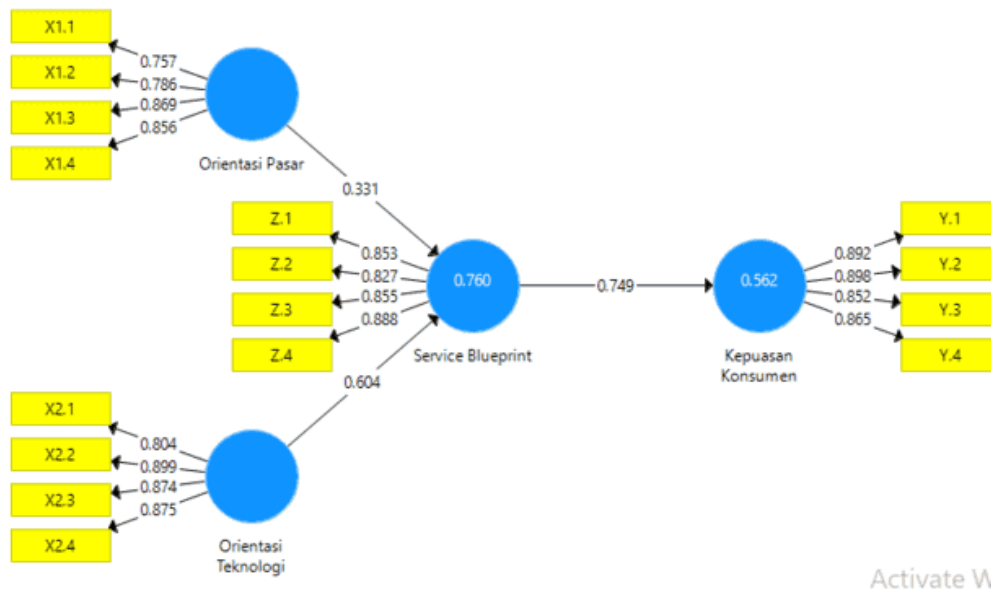 X1.1
0.757
X1.2
0.786
X1.3
0.869
0.856
X1.4
Orientasi Pasar
0.331
Z.1
0.853
Z.2
0.827
Z.3
0.855
0.888
Z.4
0.760
Service Blueprint
0.749
0.562
Kepuasan
Konsumen
Y.1
0.892
Y.2
0.898
0.852
Y.3
0.865
Y.4
0.604
X2.1
0.804
X2.2
0.899
X2.3
0.874
0.875
X2.4
Orientasi
Teknologi
Activate W